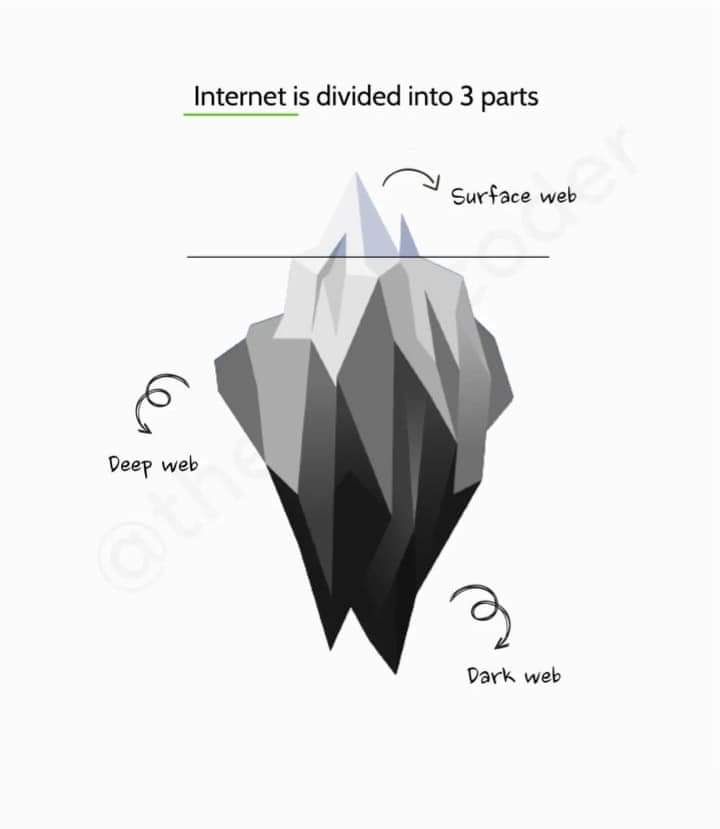 Internet is divided into 3 parts
Surface web
Deep web
Dark web